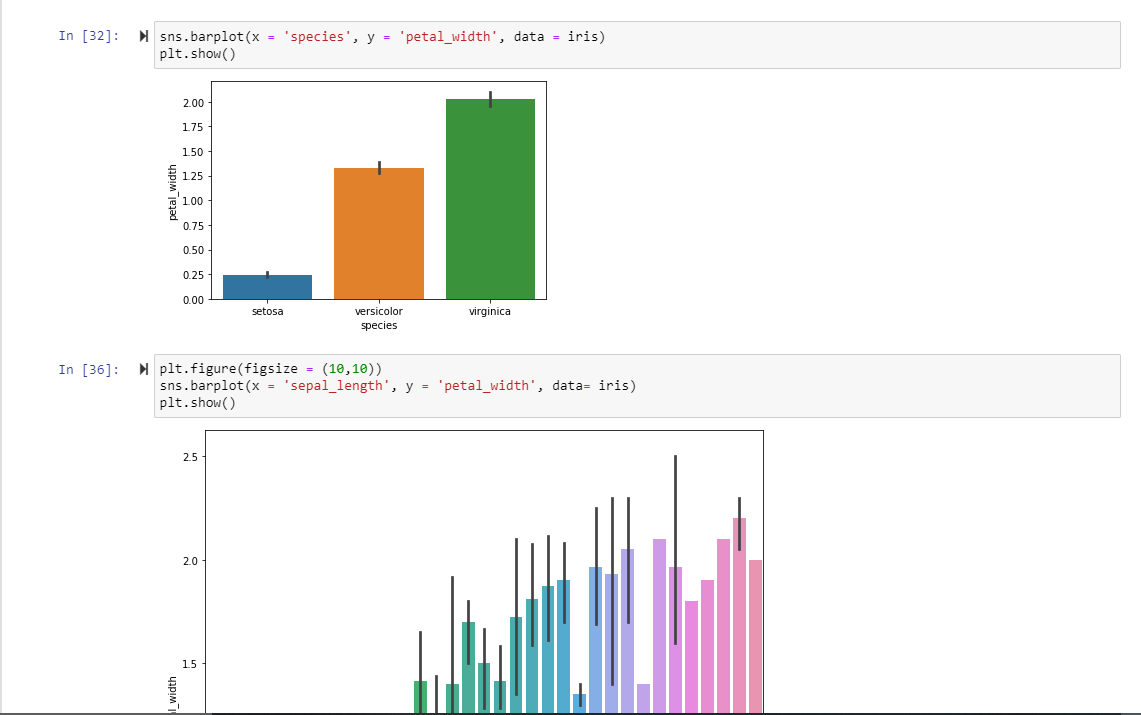 In [32]:
sns.barplot(x = 'species', y = 'petal_width', data = iris)
plt.show()
2.00
1.75
1.50
1.25
1.00
0.75
0.50
0.25
0.00
petal_width
setosa versicolor virginica
species
In [36]:
plt.figure(figsize = (10,10))
sns.barplot(x = 'sepal_length', y = 'petal_width', data= iris)
plt.show()
2.5
2.0
1.5